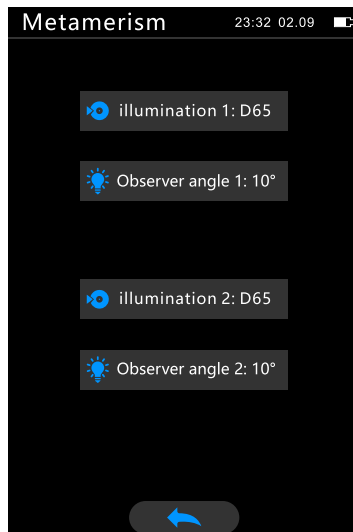 Metamerism 23:32 02.09
illumination 1: D65
Observer angle 1: 10°
illumination 2: D65
Observer angle 2: 10°